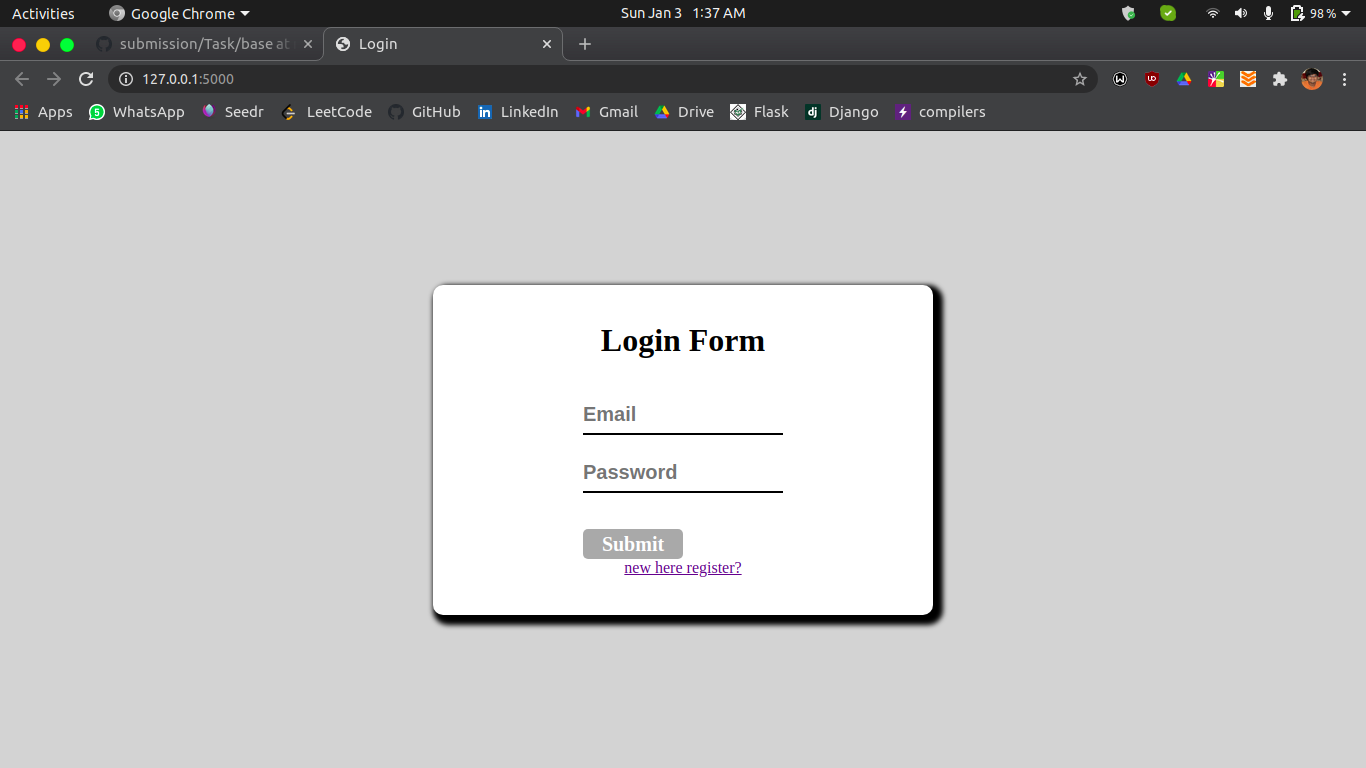 Activities Google Chrome Sun Jan 3 1:37 AM 98 %
submission/Task/base at Login
127.0.0.1:5000
Apps WhatsApp Seedr LeetCode GitHub LinkedIn Gmail Drive Flask Django compilers
Login Form
Email
Password
Submit
new here register?